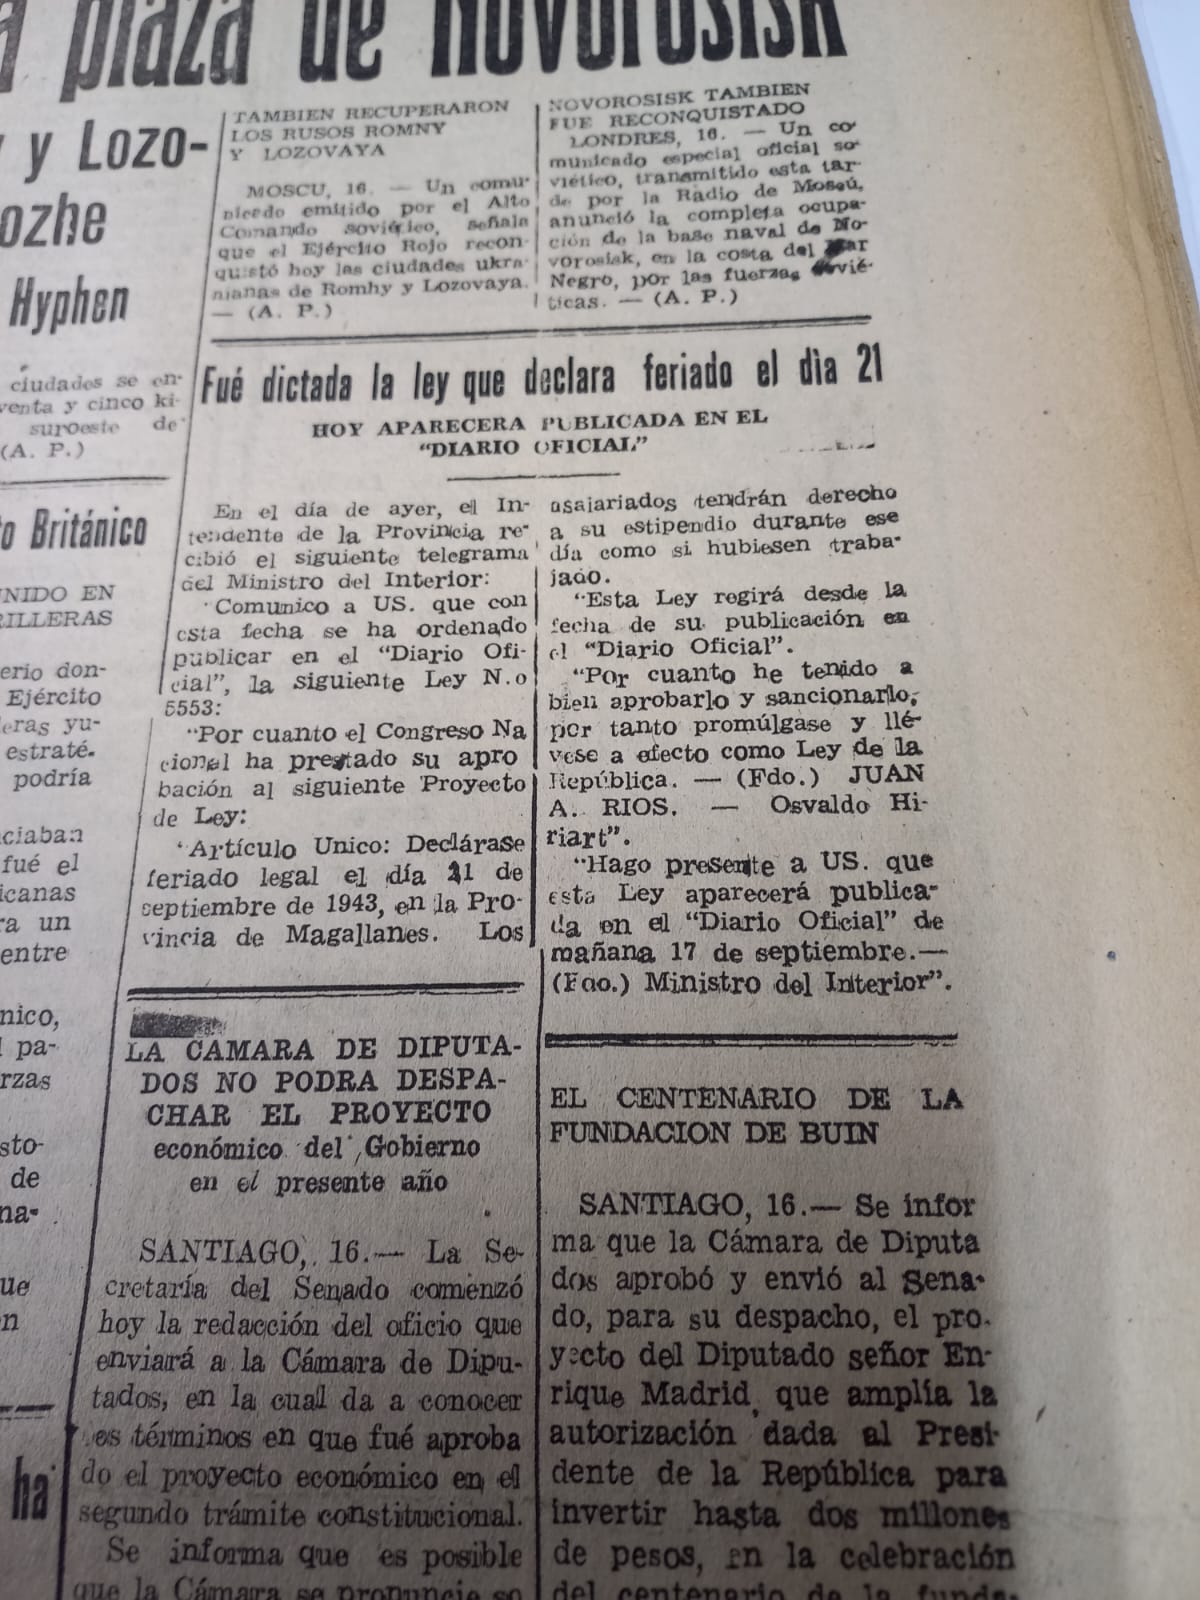 a plaza de Novorosisk
y Lozo-
ozhe
Hyphen
ciudades se en-
venta y cinco ki-
suroeste de
(A. P.)
o Británico
UNIDO EN
RILLERAS
erio don-
Ejército
eras yu-
estraté.
podría
ciaban
fué el
icanas
ra un
entre
nico,
pa-
rzas
sto-
de
na-
que
n
ha
TAMBIEN RECUPERARON
LOS RUSOS ROMNY
Y LOZOVAYA
MOSCU, 16. — Un comu-
nicado emitido por el Alto
Comando soviético, señala
que el Ejército Rojo recon-
quistó hoy las ciudades ukra-
nianas de Romhy y Lozovaya.
— (A. P.)
NOVOROSISK TAMBIEN
FUE RECONQUISTADO
LONDRES, 16. — Un co-
municado especial oficial so-
viético, transmitido esta tar-
de por la Radio de Moscú,
anunció la completa ocupa-
ción de la base naval de No-
vorosisk, en la costa del Mar
Negro, por las fuerzas sovié-
ticas. — (A. P.)
Fué dictada la ley que declara feriado el dìa 21
HOY APARECERA PUBLICADA EN EL
"DIARIO OFICIAL"
En el día de ayer, el In-
tendente de la Provincia re-
cibió el siguiente telegrama
del Ministro del Interior:
"Comunico a US. que con
esta fecha se ha ordenado
publicar en el "Diario Ofi-
cial", la siguiente Ley N.o
5553:
"Por cuanto el Congreso Na
cional ha prestado su apro
bación al siguiente Proyecto
de Ley:
"Artículo Unico: Declárase
feriado legal el día 21 de
septiembre de 1943, en la Pro-
vincia de Magallanes. Los
asalariados tendrán derecho
a su estipendio durante ese
día como si hubiesen traba-
jado.
"Esta Ley regirá desde la
fecha de su publicación en
el "Diario Oficial".
"Por cuanto he tenido a
bien aprobarlo y sancionarlo,
por tanto promúlgase y llé-
vese a efecto como Ley de la
República. — (Fdo.) JUAN
A. RIOS. — Osvaldo Hi-
riart".
"Hago presente a US. que
esta Ley aparecerá publica-
da en el "Diario Oficial" de
mañana 17 de septiembre.—
(Fdo.) Ministro del Interior".
LA CAMARA DE DIPUTA-
DOS NO PODRA DESPA-
CHAR EL PROYECTO
económico del Gobierno
en el presente año
SANTIAGO, 16.— La Se-
cretaría del Senado comenzó
hoy la redacción del oficio que
enviará a la Cámara de Dipu-
tados, en la cual da a conocer
los términos en que fué aproba
do el proyecto económico en el
segundo trámite constitucional.
Se informa que es posible
que la Cámara se pronuncie so
EL CENTENARIO DE LA
FUNDACION DE BUIN
SANTIAGO, 16.— Se infor
ma que la Cámara de Diputa
dos aprobó y envió al Sena-
do, para su despacho, el pro-
yecto del Diputado señor En-
rique Madrid, que amplía la
autorización dada al Presi-
dente de la República para
invertir hasta dos millones
de pesos, en la celebración
del centenario de la funda-